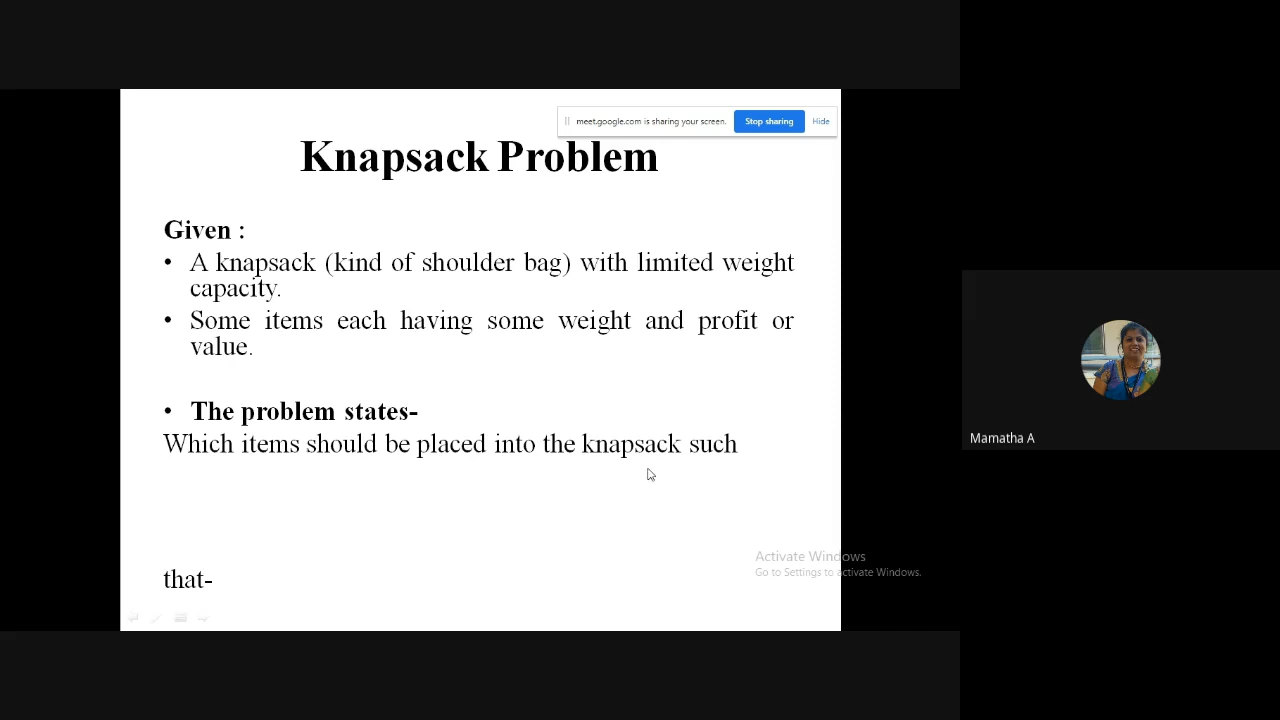 meet.google.com is sharing your screen. Stop sharing Hide
Knapsack Problem
Given :
• A knapsack (kind of shoulder bag) with limited weight
capacity.
• Some items each having some weight and profit or
value.
• The problem states-
Which items should be placed into the knapsack such
that-
Mamatha A
Activate Windows
Go to Settings to activate Windows.